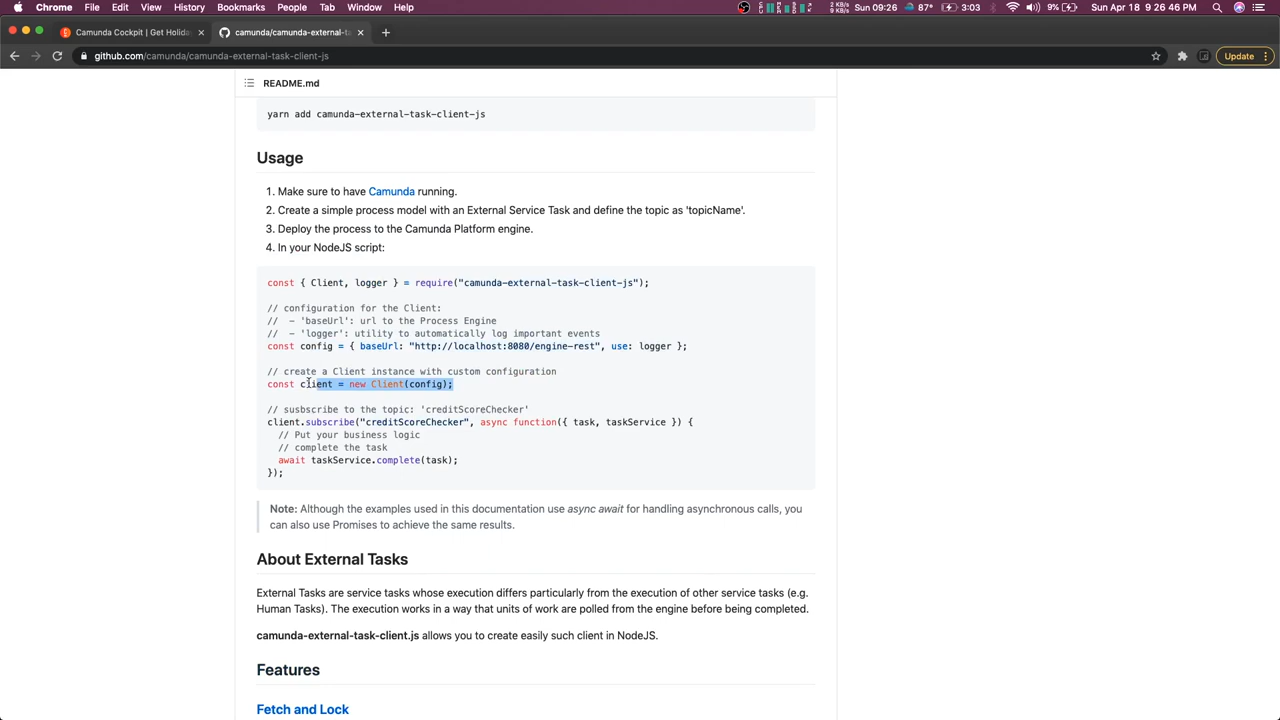 Chrome File Edit View History Bookmarks People Tab Window Help
Sun 09:26 87° 3:03 9% Sun Apr 18 9:26:46 PM
Camunda Cockpit | Get Holida
camunda/camunda-external-ta
github.com/camunda/camunda-external-task-client-js
Update
README.md
yarn add camunda-external-task-client-js
Usage
1. Make sure to have Camunda running.
2. Create a simple process model with an External Service Task and define the topic as 'topicName'.
3. Deploy the process to the Camunda Platform engine.
4. In your NodeJS script:
const { Client, logger } = require("camunda-external-task-client-js");
// configuration for the Client:
// - 'baseUrl': url to the Process Engine
// - 'logger': utility to automatically log important events
const config = { baseUrl: "http://localhost:8080/engine-rest", use: logger };
// create a Client instance with custom configuration
const client = new Client(config);
// susbscribe to the topic: 'creditScoreChecker'
client.subscribe("creditScoreChecker", async function({ task, taskService }) {
// Put your business logic
// complete the task
await taskService.complete(task);
});
Note: Although the examples used in this documentation use async await for handling asynchronous calls, you
can also use Promises to achieve the same results.
About External Tasks
External Tasks are service tasks whose execution differs particularly from the execution of other service tasks (e.g.
Human Tasks). The execution works in a way that units of work are polled from the engine before being completed.
camunda-external-task-client.js allows you to create easily such client in NodeJS.
Features
Fetch and Lock